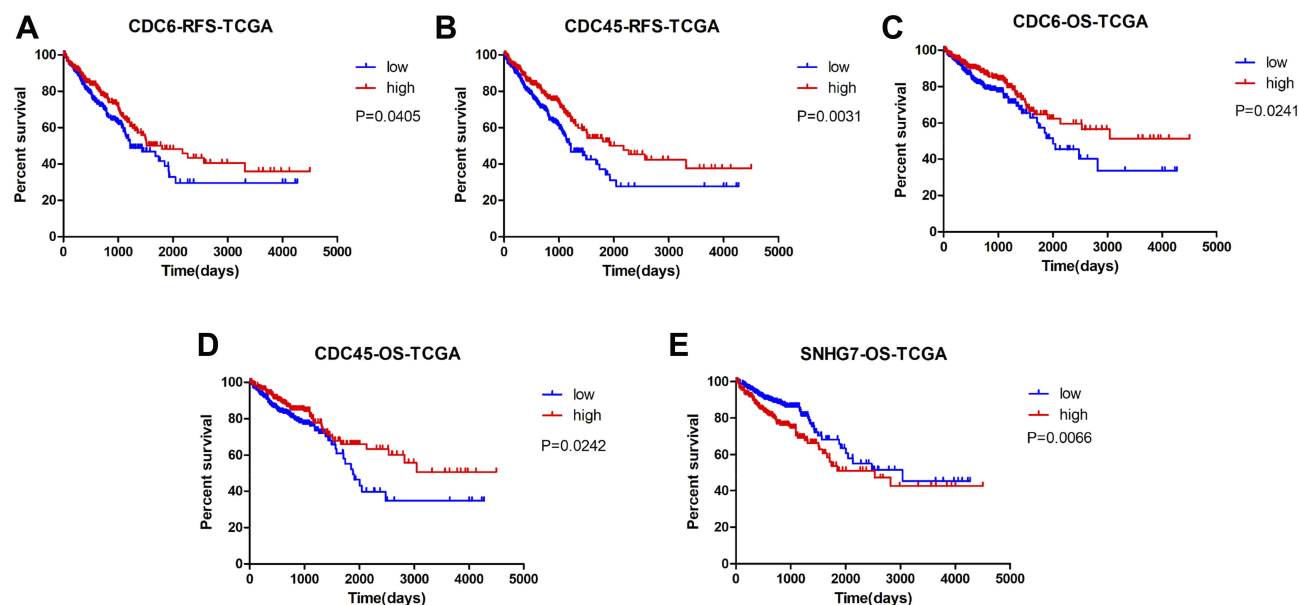 A
CDC6-RFS-TCGA
Percent survival
100
80
60
40
20
0
0 1000 2000 3000 4000 5000
Time(days)
low
high
P=0.0405
B
CDC45-RFS-TCGA
Percent survival
100
80
60
40
20
0
0 1000 2000 3000 4000 5000
Time(days)
low
high
P=0.0031
C
CDC6-OS-TCGA
Percent survival
100
80
60
40
20
0
0 1000 2000 3000 4000 5000
Time(days)
low
high
P=0.0241
D
CDC45-OS-TCGA
Percent survival
100
80
60
40
20
0
0 1000 2000 3000 4000 5000
Time(days)
low
high
P=0.0242
E
SNHG7-OS-TCGA
Percent survival
100
80
60
40
20
0
0 1000 2000 3000 4000 5000
Time(days)
low
high
P=0.0066